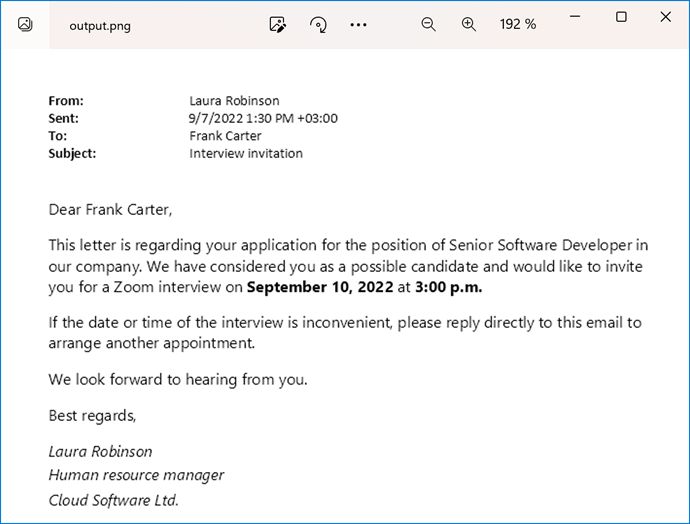 output.png
192 %
From: Laura Robinson
Sent: 9/7/2022 1:30 PM +03:00
To: Frank Carter
Subject: Interview invitation
Dear Frank Carter,
This letter is regarding your application for the position of Senior Software Developer in
our company. We have considered you as a possible candidate and would like to invite
you for a Zoom interview on September 10, 2022 at 3:00 p.m.
If the date or time of the interview is inconvenient, please reply directly to this email to
arrange another appointment.
We look forward to hearing from you.
Best regards,
Laura Robinson
Human resource manager
Cloud Software Ltd.